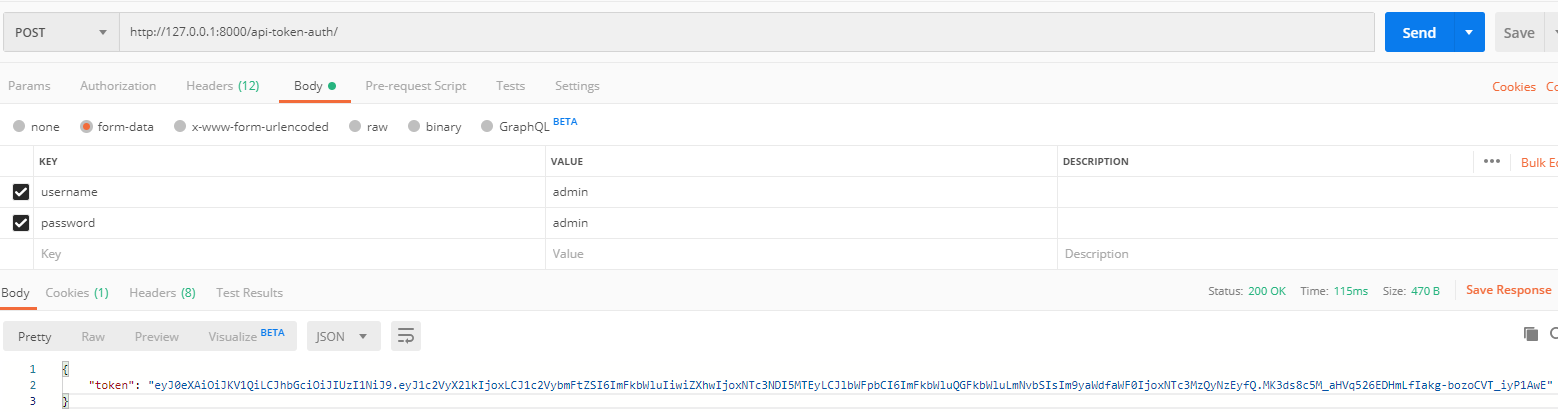 POST http://127.0.0.1:8000/api-token-auth/ Send Save
Params Authorization Headers (12) Body Pre-request Script Tests Settings Cookies Co
none form-data x-www-form-urlencoded raw binary GraphQL BETA
KEY VALUE DESCRIPTION ••• Bulk Ed
username admin
password admin
Key Value Description
Body Cookies (1) Headers (8) Test Results Status: 200 OK Time: 115ms Size: 470 B Save Response
Pretty Raw Preview Visualize BETA JSON
1 {
2 "token": "eyJ0eXAiOiJKV1QiLCJhbGciOiJIUzI1NiJ9.eyJ1c2VyX2lkIjoxLCJ1c2VybmFtZSI6ImFkbWluIiwiZXhwIjoxNTc3NDI5MTEyLCJlbWFpbCI6ImFkbWluQGFkbWluLmNvbSIsIm9yaWdfaWF0IjoxNTc3MzQyNzEyfQ.MK3ds8c5M_aHVq526EDHmLfIakg-bozoCVT_iyP1AwE"
3 }